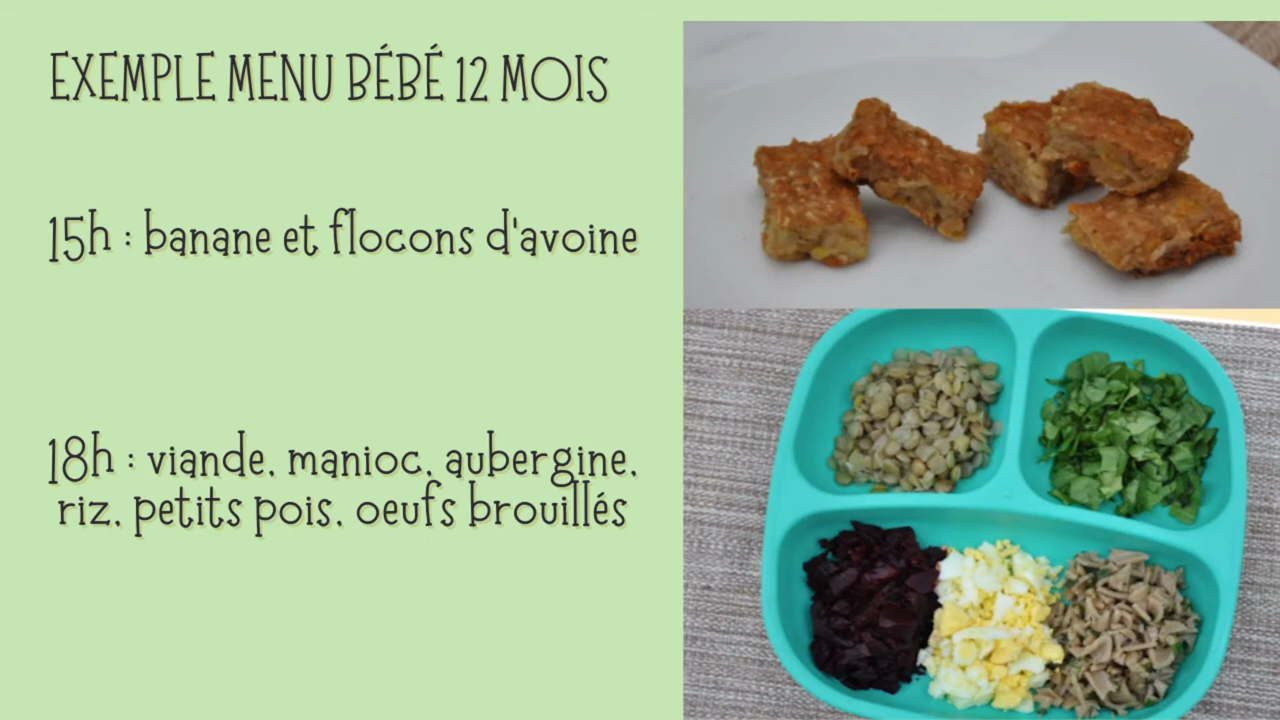 EXEMPLE MENU BÉBÉ 12 MOIS
15h : banane et flocons d'avoine
18h : viande, manioc, aubergine,
riz, petits pois, oeufs brouillés